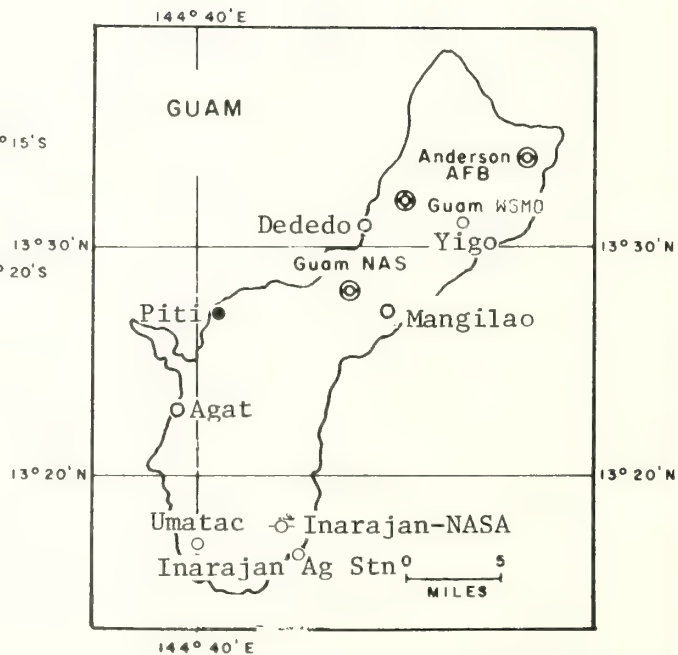 144° 40' E
GUAM
° 15' S
Anderson
AFB
Guam WSMO
Dededo
Yigo
13° 30' N
13° 30' N
° 20' S
Guam NAS
Piti
Mangilao
Agat
13° 20' N
13° 20' N
Umatac
Inarajan-NASA
Inarajan Ag Stn
0 5
MILES
144° 40' E